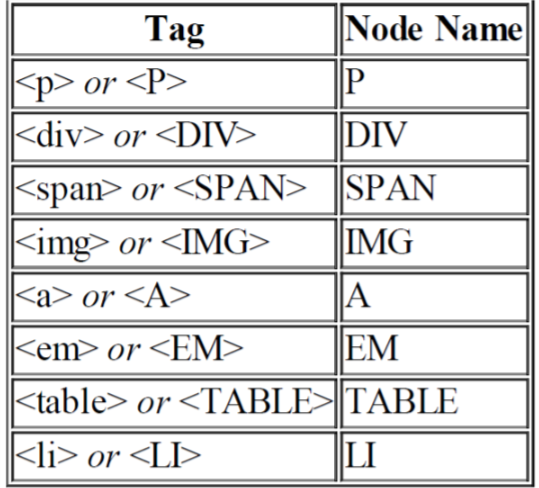 Tag Node Name
<p> or <P> P
<div> or <DIV> DIV
<span> or <SPAN> SPAN
<img> or <IMG> IMG
<a> or <A> A
<em> or <EM> EM
<table> or <TABLE> TABLE
<li> or <LI> LI